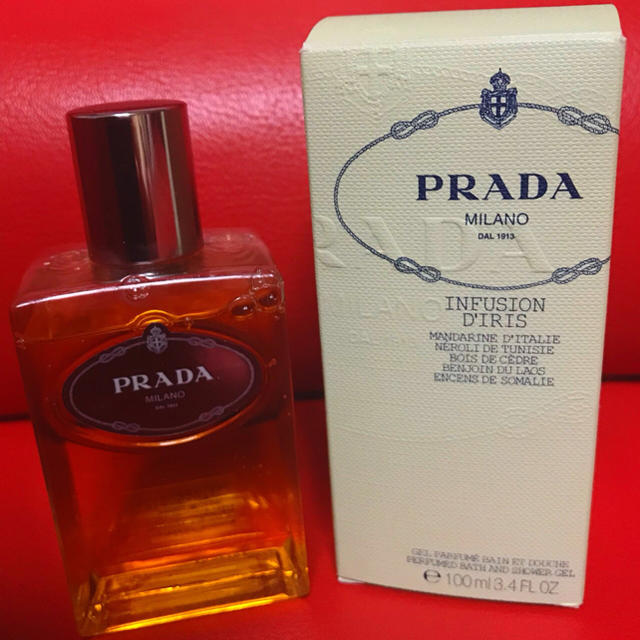 PRADA
MILANO
DAL 1913
PRADA
MILANO
DAL 1913
INFUSION
D'IRIS
MANDARINE D'ITALIE
NÉROLI DE TUNISIE
BOIS DE CÈDRE
BENJOIN DU LAOS
ENCENS DE SOMALIE
GEL PARFUMÉ BAIN ET DOUCHE
PERFUMED BATH AND SHOWER GEL
e 100 ml 3.4 FL OZ
RADA